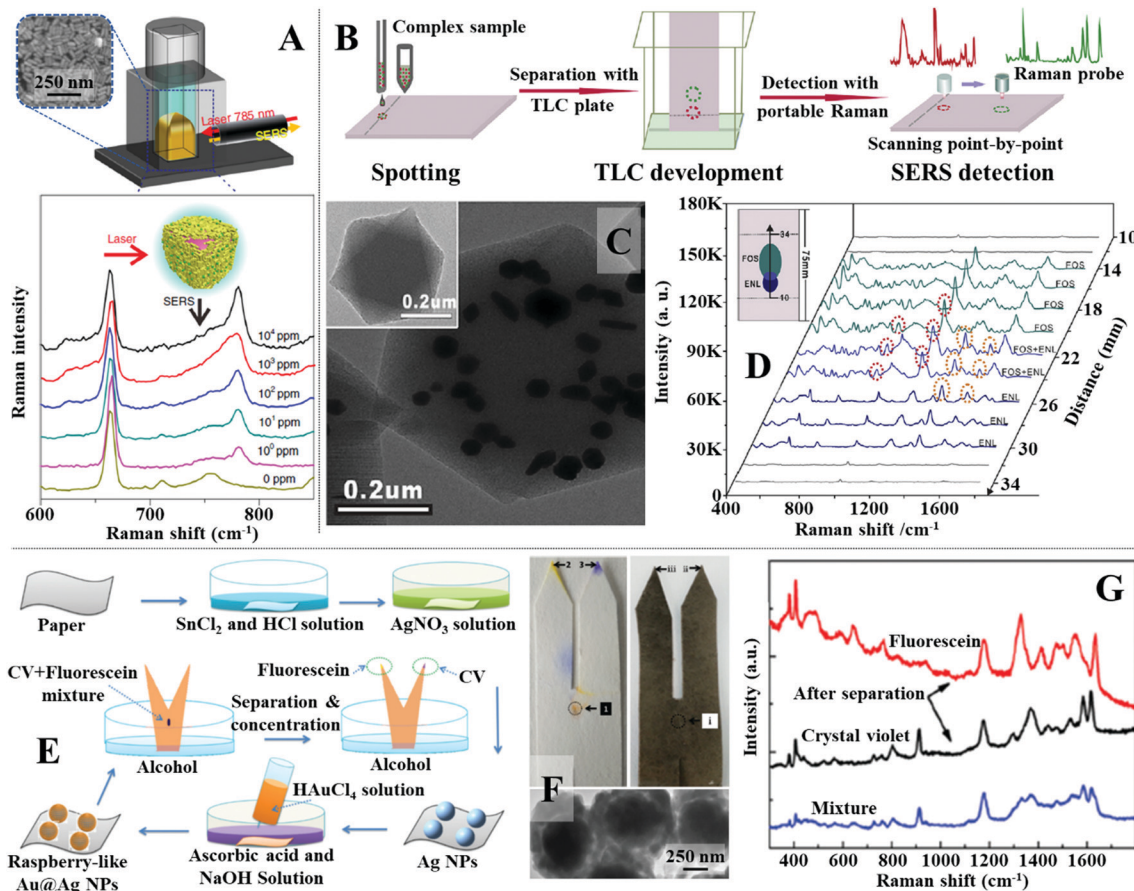 A
250 nm
Laser 785 nm
SERS
Laser
SERS
10⁴ ppm
10³ ppm
10² ppm
10¹ ppm
10⁰ ppm
0 ppm
Raman intensity
600
700
780
Raman shift (cm⁻¹)
B
Complex sample
Separation with
TLC plate
Detection with
portable Raman
Raman probe
Scanning point-by-point
Spotting
TLC development
SERS detection
C
0.2um
0.2um
D
180K
150K
120K
90K
60K
30K
0
Intensity (a. u.)
34
FOS
ENL
10
75mm
FOS
FOS
FOS
FOS
FOS+ENL
FOS+ENL
ENL
ENL
ENL
10
14
18
22
26
30
34
Distance (mm)
400
800
1200
1600
Raman shift /cm⁻¹
E
Paper
SnCl₂ and HCl solution
AgNO₃ solution
CV+Fluorescein
mixture
Alcohol
Separation &
concentration
Fluorescein
CV
Alcohol
HAuCl₄ solution
Raspberry-like
Au@Ag NPs
Ascorbic acid and
NaOH Solution
Ag NPs
F
2
3
1
iii
ii
i
250 nm
G
Fluorescein
After separation
Crystal violet
Mixture
Intensity (a.u.)
400
600
800
1000
1200
1400
1600
1800
Raman shift (cm⁻¹)